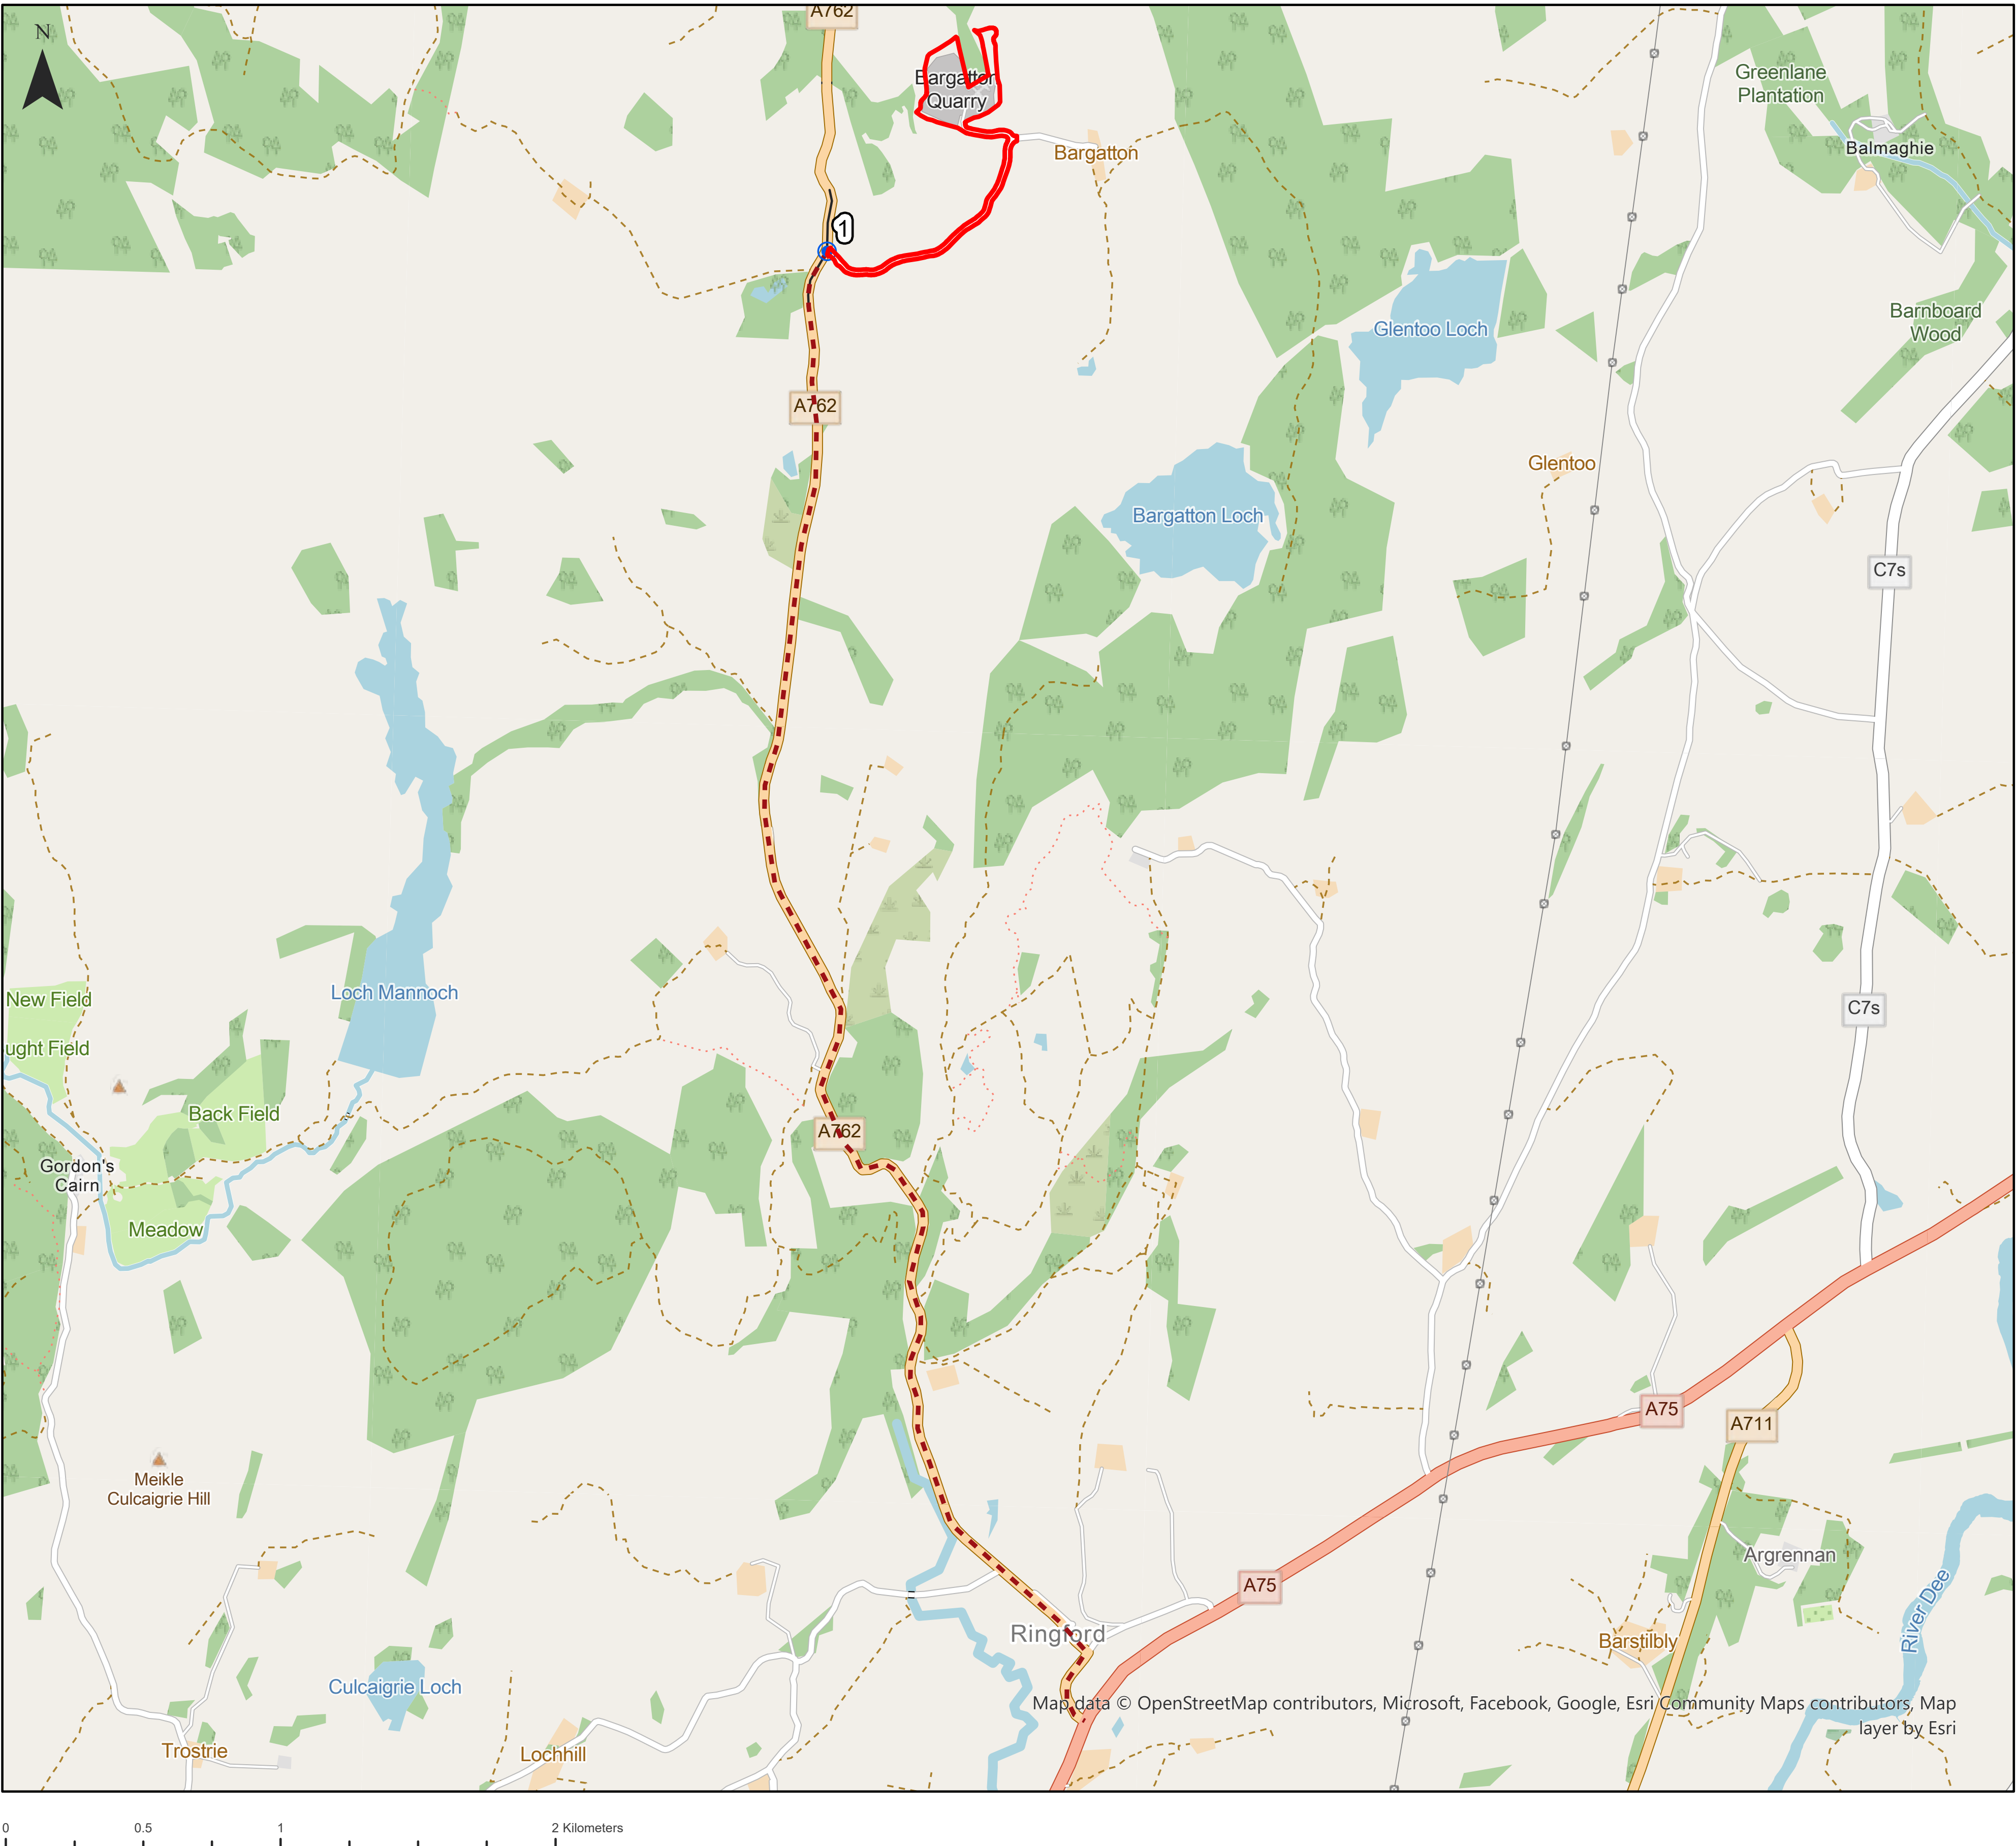 A762
N
Bargatton
Quarry
Greenlane
Plantation
Balmaghie
Bargatton
1
Barnboard
Wood
Glentoo Loch
A762
Glentoo
Bargatton Loch
C7s
Loch Mannoch
New Field
C7s
ught Field
Back Field
A762
Gordon's
Cairn
Meadow
A75
A711
Meikle
Culcaigrie Hill
Argrennan
A75
River Dee
Ringford
Barstilbly
Culcaigrie Loch
Map data © OpenStreetMap contributors, Microsoft, Facebook, Google, Esri Community Maps contributors, Map
layer by Esri
Trostrie
Lochhill
0 0.5 1 2 Kilometers